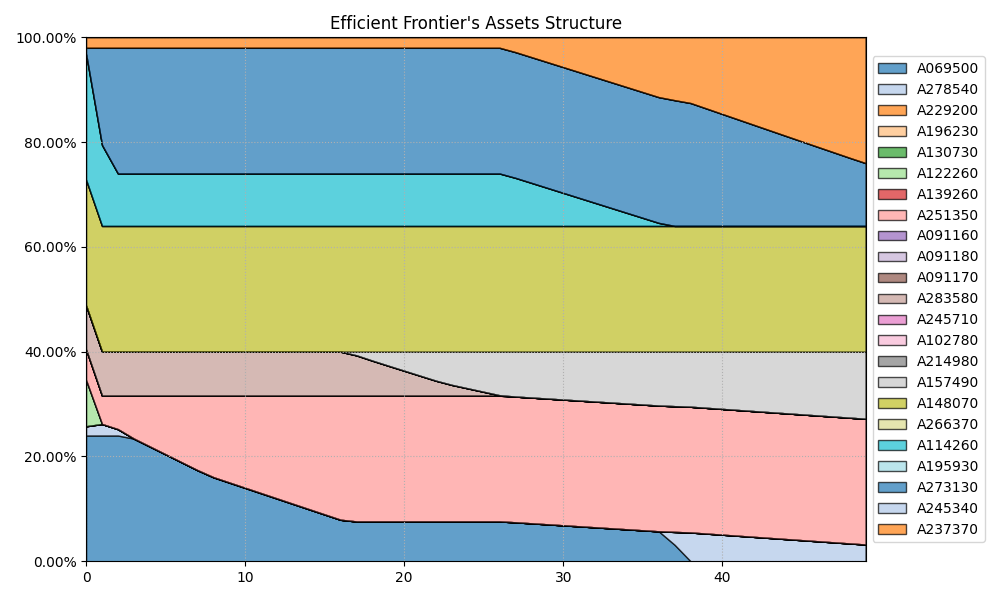 Efficient Frontier's Assets Structure
100.00%
80.00%
60.00%
40.00%
20.00%
0.00%
0
10
20
30
40
A069500
A278540
A229200
A196230
A130730
A122260
A139260
A251350
A091160
A091180
A091170
A283580
A245710
A102780
A214980
A157490
A148070
A266370
A114260
A195930
A273130
A245340
A237370